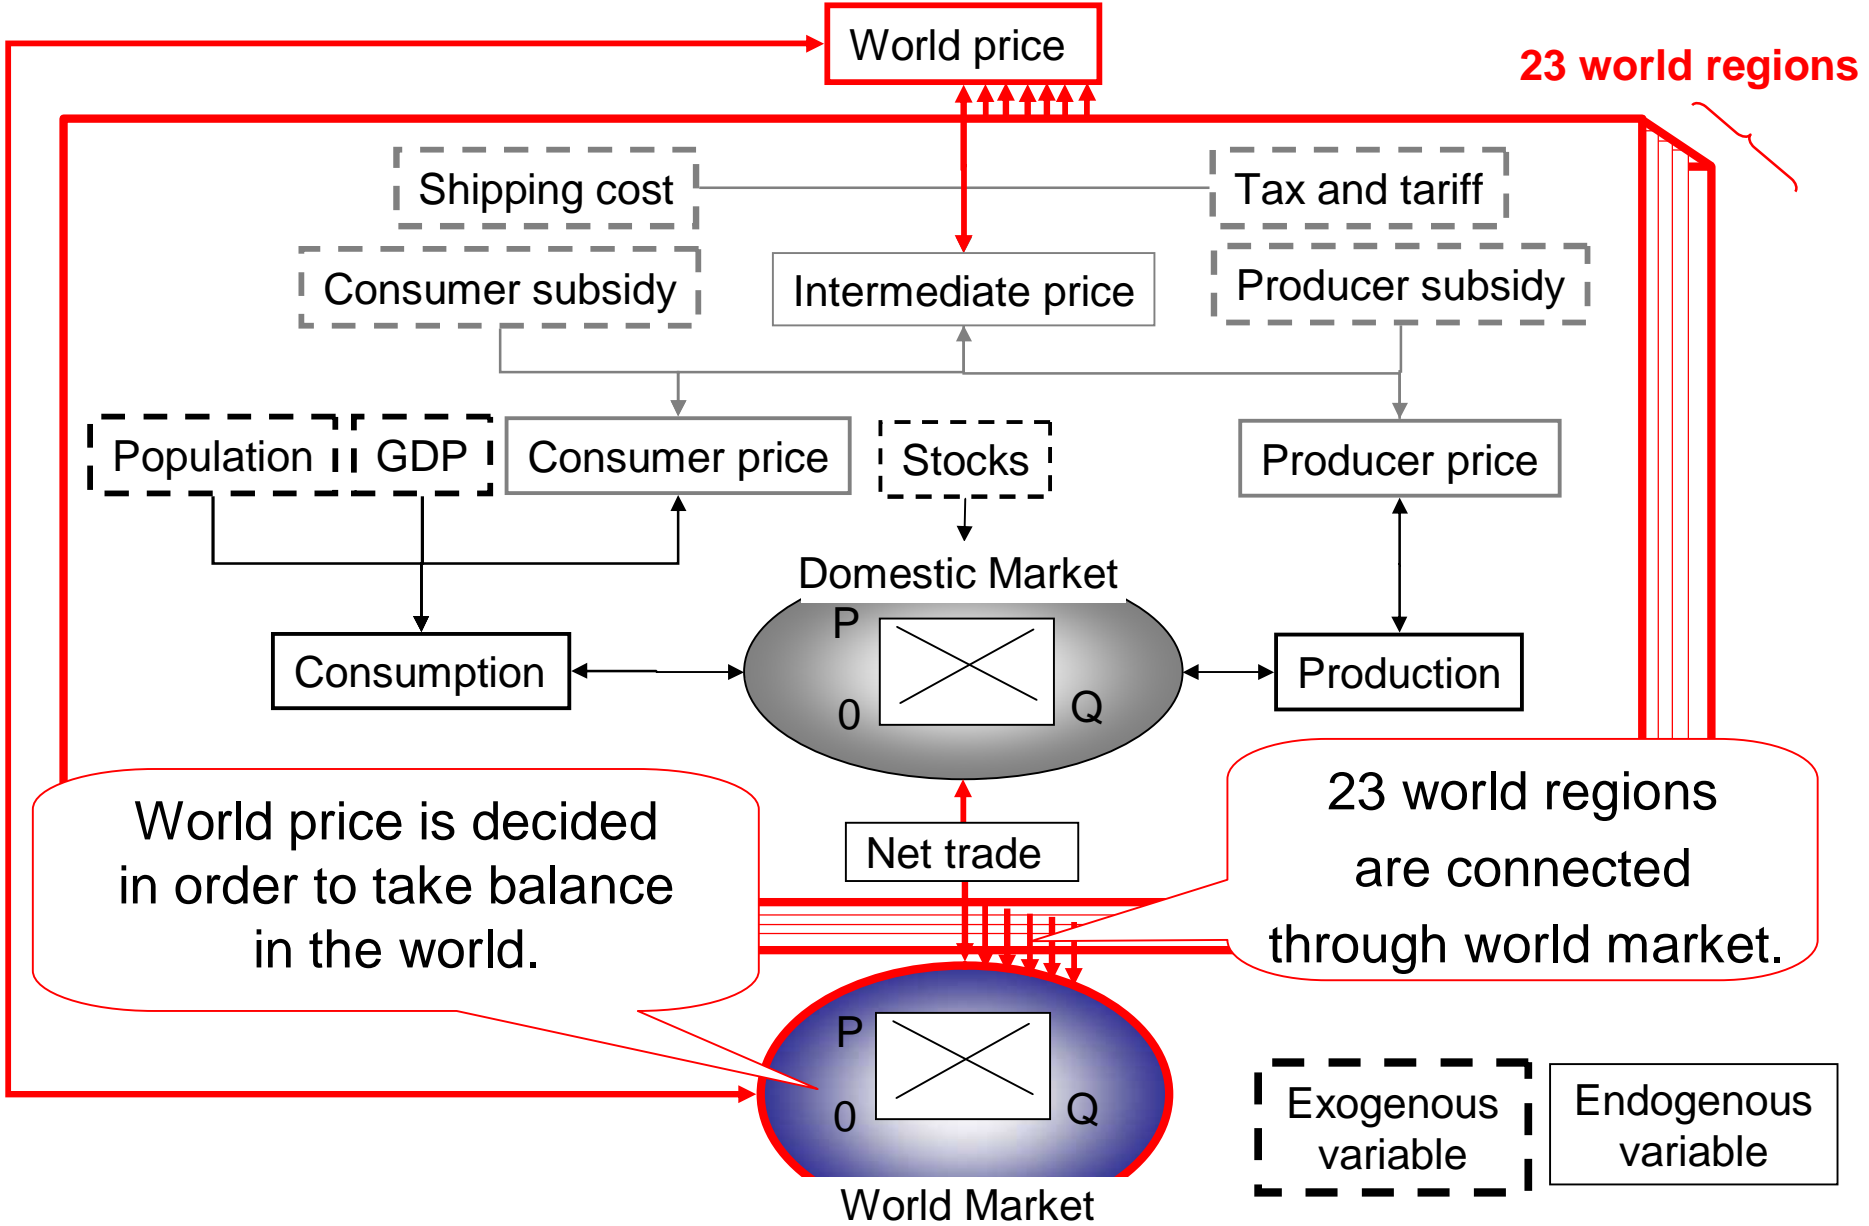 World price
23 world regions
Shipping cost
Tax and tariff
Consumer subsidy
Intermediate price
Producer subsidy
Population
GDP
Consumer price
Stocks
Producer price
Domestic Market
P
0
Q
Consumption
Production
Net trade
World price is decided
in order to take balance
in the world.
23 world regions
are connected
through world market.
P
0
Q
World Market
Exogenous
variable
Endogenous
variable